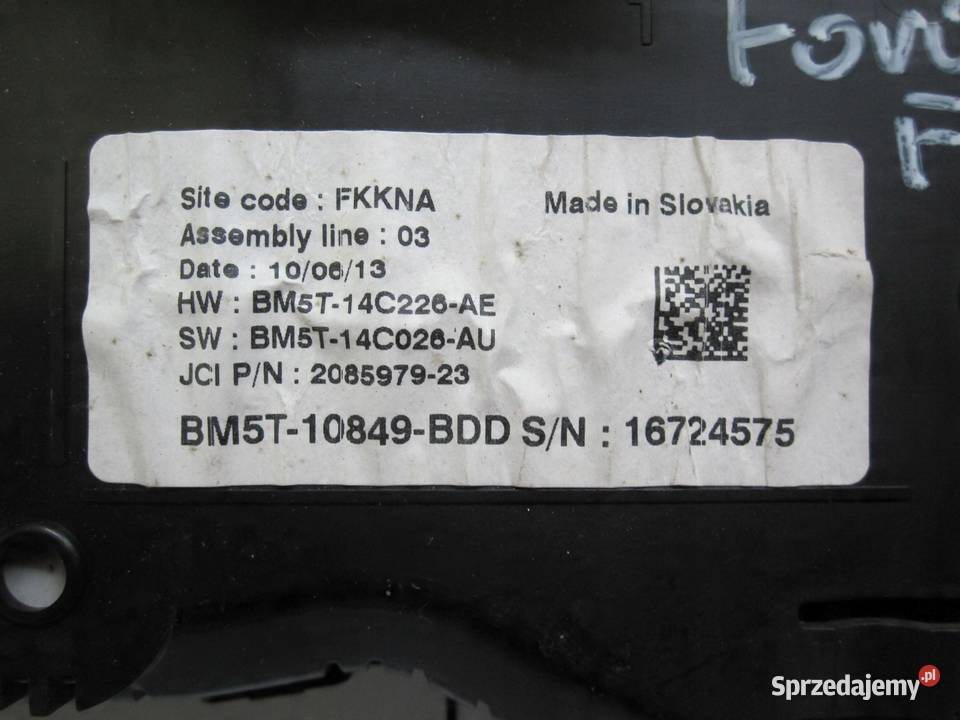 Site code : FKKNA
Made in Slovakia
Assembly line : 03
Date : 10/06/13
HW : BM5T-14C226-AE
SW : BM5T-14C026-AU
JCI P/N : 2085979-23
BM5T-10849-BDD S/N : 16724575
Sprzedajemy.pl